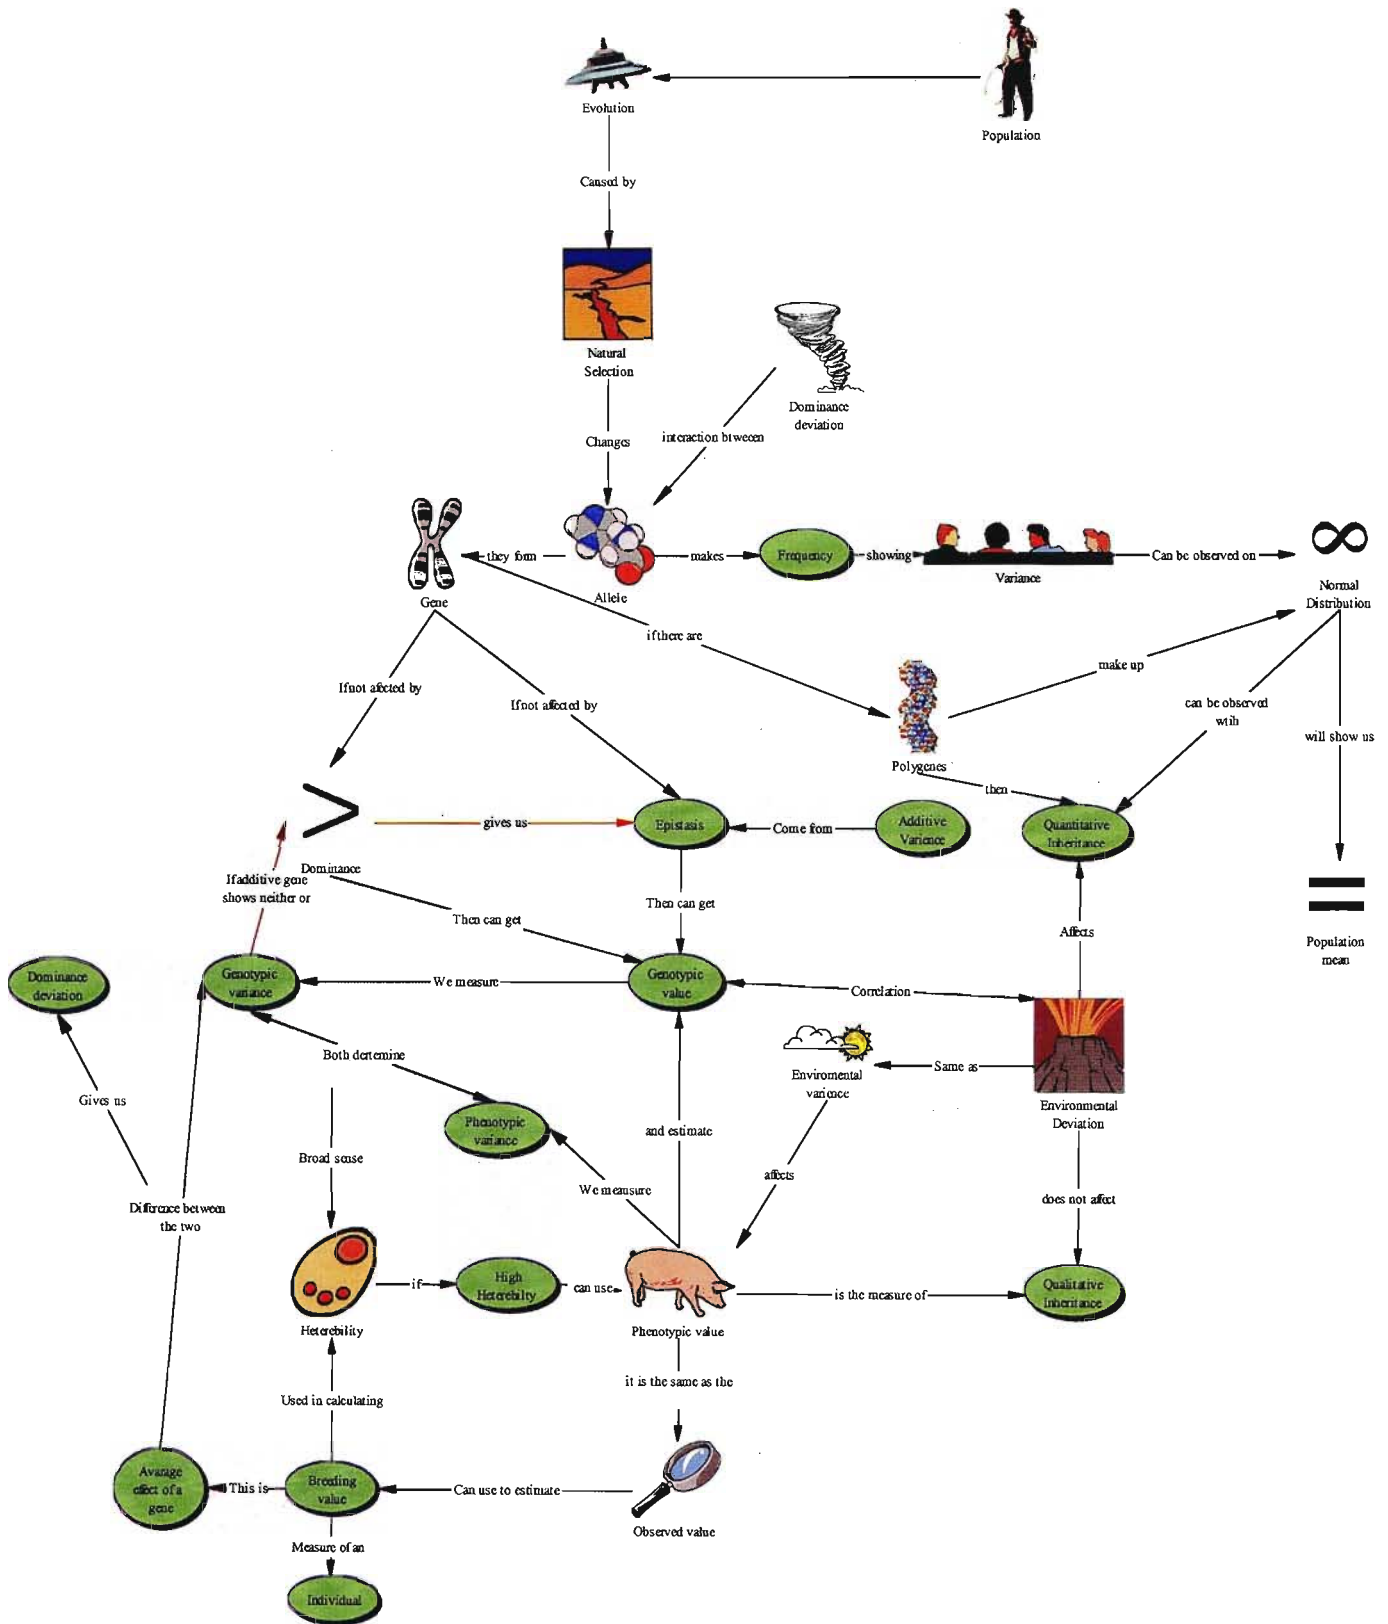 Evolution
Population
Caused by
Natural
Selection
Dominance
deviation
interaction btween
Changes
they form
makes
Frequency
showing
Variance
Can be observed on
Normal
Distribution
Gene
Allele
if there are
make up
If not affected by
If not affected by
can be observed
wtih
will show us
Polygenes
then
gives us
Epistasis
Come from
Additive
Varience
Quantitative
Inheritance
If additive gene
shows neither or
Dominance
Then can get
Then can get
Affects
Population
mean
Dominance
deviation
Genotypic
variance
We measure
Genotypic
value
Correlation
Both dertemine
Enviromental
varience
Same as
Environmental
Deviation
Gives us
Phenotypic
variance
and estimate
Broad sense
affects
We meausure
does not affect
Difference between
the two
if
High
Heterebilty
can use
is the measure of
Qualitative
Inheritance
Heterebility
Phenotypic value
it is the same as the
Used in calculating
Avarage
effect of a
gene
This is
Breeding
value
Can use to estimate
Observed value
Measure of an
Individual